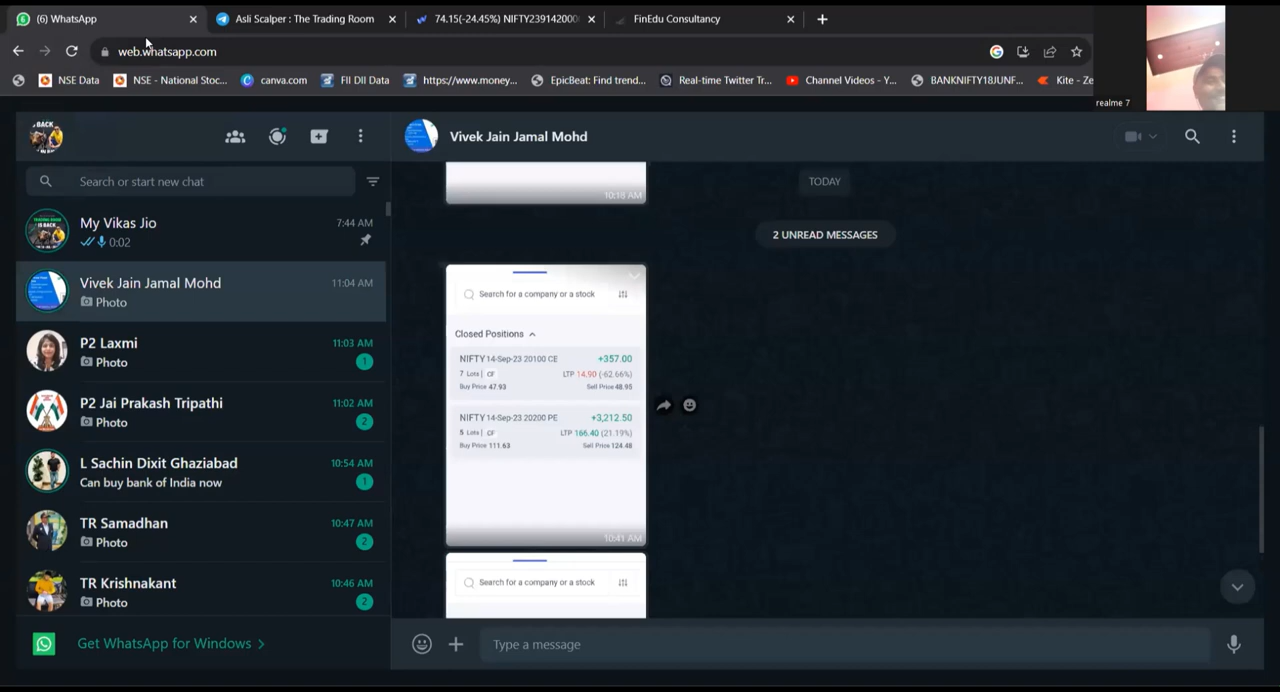 (6) WhatsApp
Asli Scalper : The Trading Room
74.15(-24.45%) NIFTY239142000
FinEdu Consultancy
web.whatsapp.com
NSE Data
NSE - National Stoc...
canva.com
FII DII Data
https://www.money...
EpicBeat: Find trend...
Real-time Twitter Tr...
Channel Videos - Y...
BANKNIFTY18JUNF...
Kite - Ze
realme 7
BACK
Vivek Jain Jamal Mohd
Search or start new chat
My Vikas Jio
7:44 AM
0:02
Vivek Jain Jamal Mohd
11:04 AM
Photo
P2 Laxmi
11:03 AM
Photo
1
P2 Jai Prakash Tripathi
11:02 AM
Photo
2
L Sachin Dixit Ghaziabad
10:54 AM
Can buy bank of India now
1
TR Samadhan
10:47 AM
Photo
2
TR Krishnakant
10:46 AM
Photo
2
Get WhatsApp for Windows
10:18 AM
TODAY
2 UNREAD MESSAGES
Search for a company or a stock
Closed Positions
NIFTY 14-Sep-23 20100 CE
+357.00
7 Lots | CF
LTP 14.90 (-62.66%)
Buy Price 47.93
Sell Price 48.95
NIFTY 14-Sep-23 20200 PE
+3,212.50
5 Lots | CF
LTP 166.40 (21.19%)
Buy Price 111.63
Sell Price 124.48
10:41 AM
Search for a company or a stock
Type a message